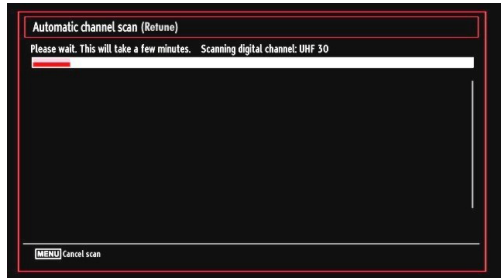 Automatic channel scan (Retune)
Please wait. This will take a few minutes. Scanning digital channel: UHF 30
MENU Cancel scan